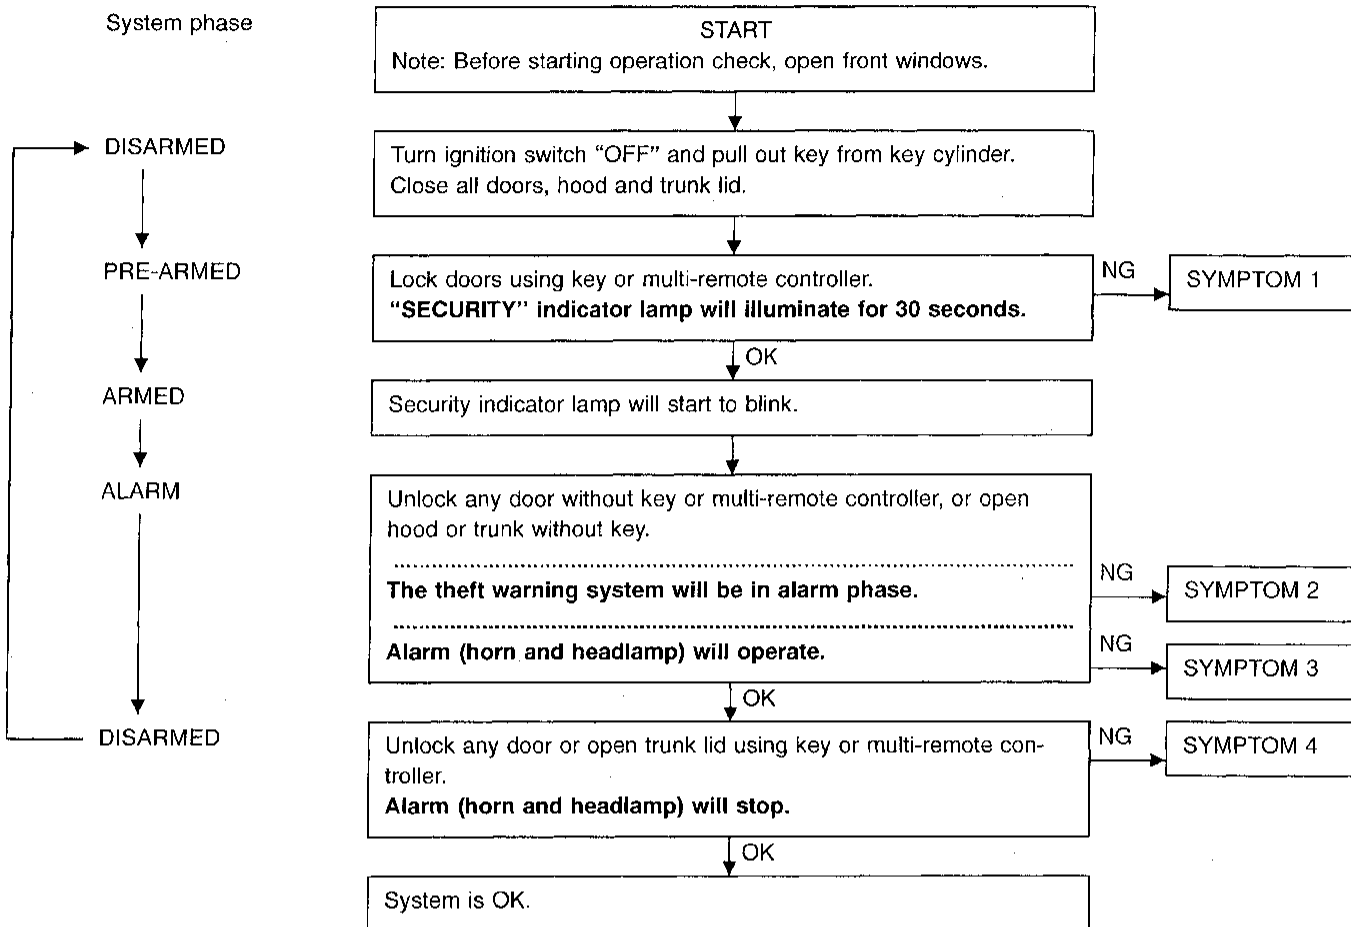 System phase
START
Note: Before starting operation check, open front windows.
DISARMED
Turn ignition switch “OFF” and pull out key from key cylinder.
Close all doors, hood and trunk lid.
PRE-ARMED
Lock doors using key or multi-remote controller.
“SECURITY” indicator lamp will illuminate for 30 seconds.
NG
SYMPTOM 1
OK
ARMED
Security indicator lamp will start to blink.
ALARM
Unlock any door without key or multi-remote controller, or open
hood or trunk without key.
The theft warning system will be in alarm phase.
NG
SYMPTOM 2
Alarm (horn and headlamp) will operate.
NG
SYMPTOM 3
OK
DISARMED
Unlock any door or open trunk lid using key or multi-remote con-
troller.
Alarm (horn and headlamp) will stop.
NG
SYMPTOM 4
OK
System is OK.